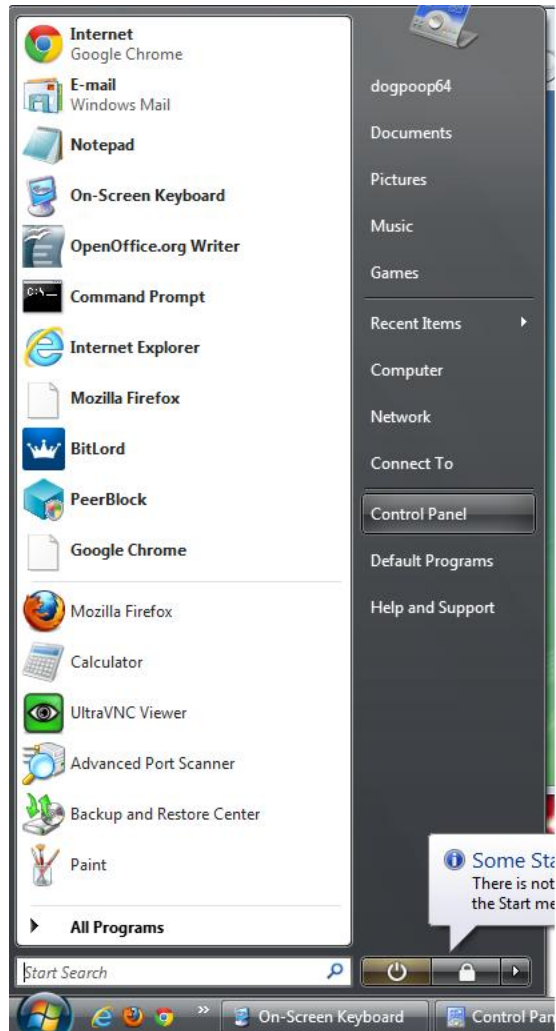 Internet
Google Chrome
E-mail
Windows Mail
Notepad
On-Screen Keyboard
OpenOffice.org Writer
C:\_
Command Prompt
Internet Explorer
Mozilla Firefox
BitLord
PeerBlock
Google Chrome
Mozilla Firefox
Calculator
UltraVNC Viewer
Advanced Port Scanner
Backup and Restore Center
Paint
All Programs
Start Search
dogpoop64
Documents
Pictures
Music
Games
Recent Items
Computer
Network
Connect To
Control Panel
Default Programs
Help and Support
Some Sta
There is not
the Start me
On-Screen Keyboard
Control Pan